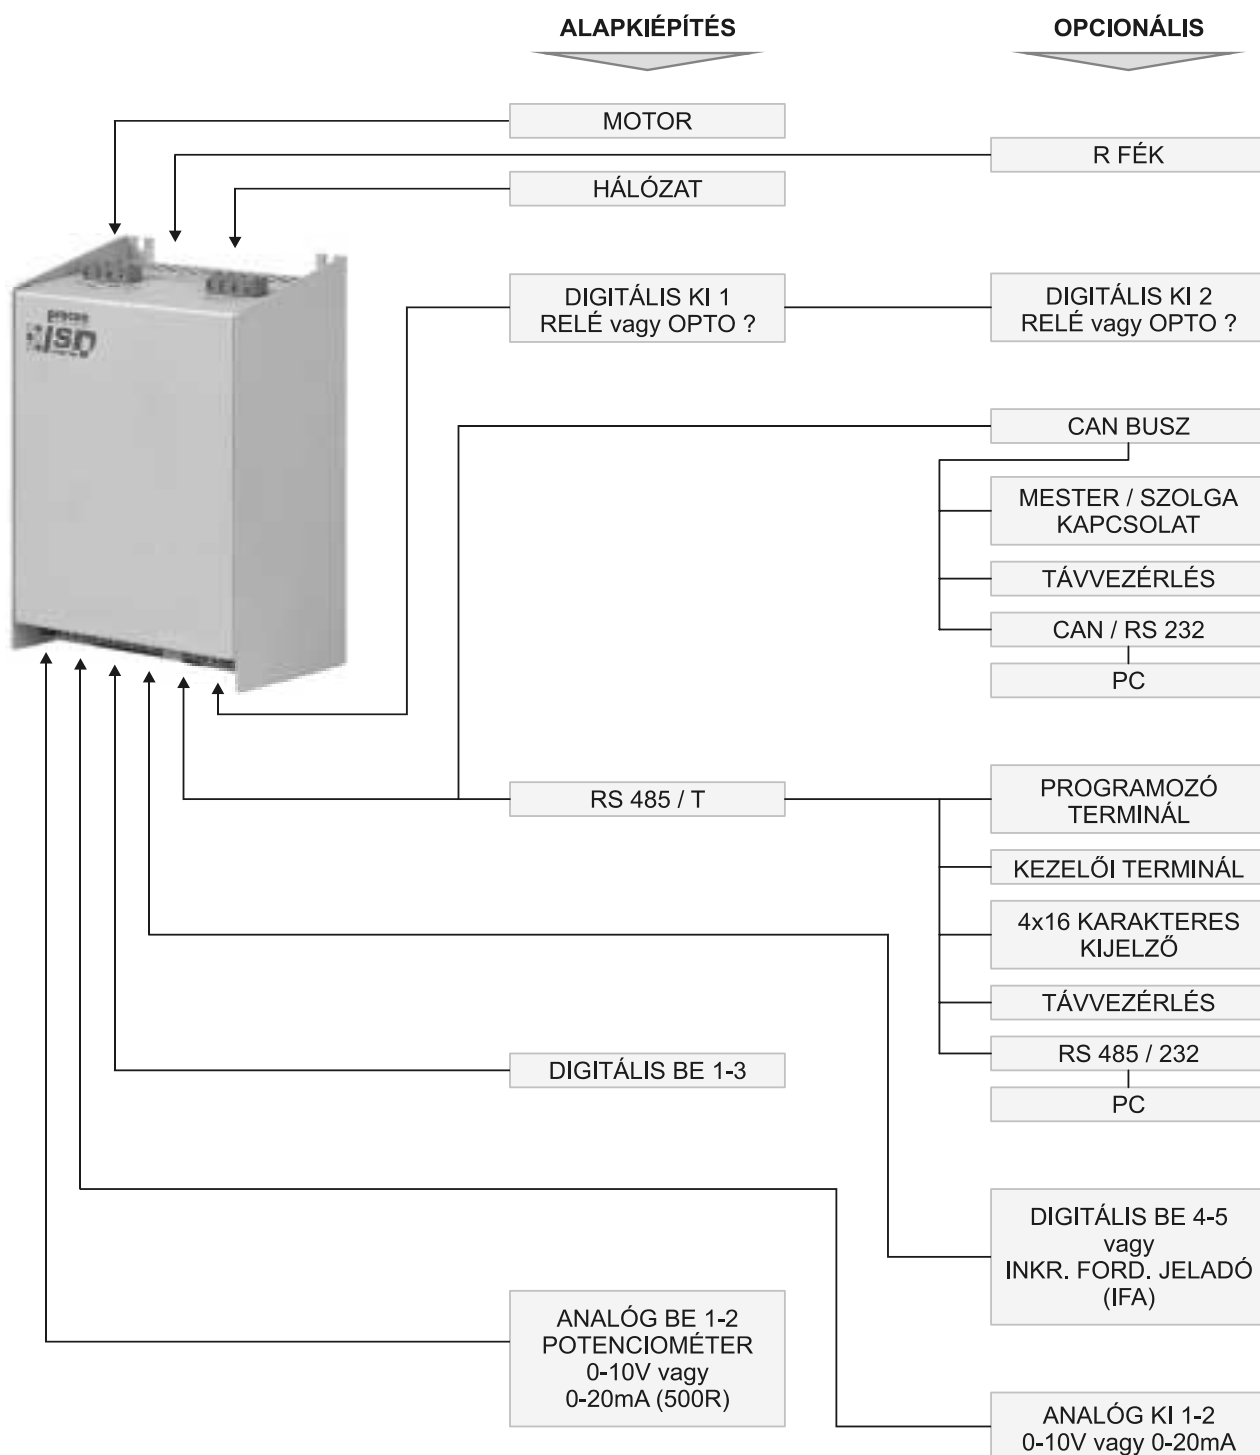 ALAPKIÉPÍTÉS
OPCIONÁLIS
MOTOR
R FÉK
HÁLÓZAT
DIGITÁLIS KI 1
RELÉ vagy OPTO ?
DIGITÁLIS KI 2
RELÉ vagy OPTO ?
CAN BUSZ
MESTER / SZOLGA
KAPCSOLAT
TÁVVEZÉRLÉS
CAN / RS 232
PC
RS 485 / T
PROGRAMOZÓ
TERMINÁL
KEZELŐI TERMINÁL
4x16 KARAKTERES
KIJELZŐ
TÁVVEZÉRLÉS
RS 485 / 232
PC
DIGITÁLIS BE 1-3
DIGITÁLIS BE 4-5
vagy
INKR. FORD. JELADÓ
(IFA)
ANALÓG BE 1-2
POTENCIOMÉTER
0-10V vagy
0-20mA (500R)
ANALÓG KI 1-2
0-10V vagy 0-20mA